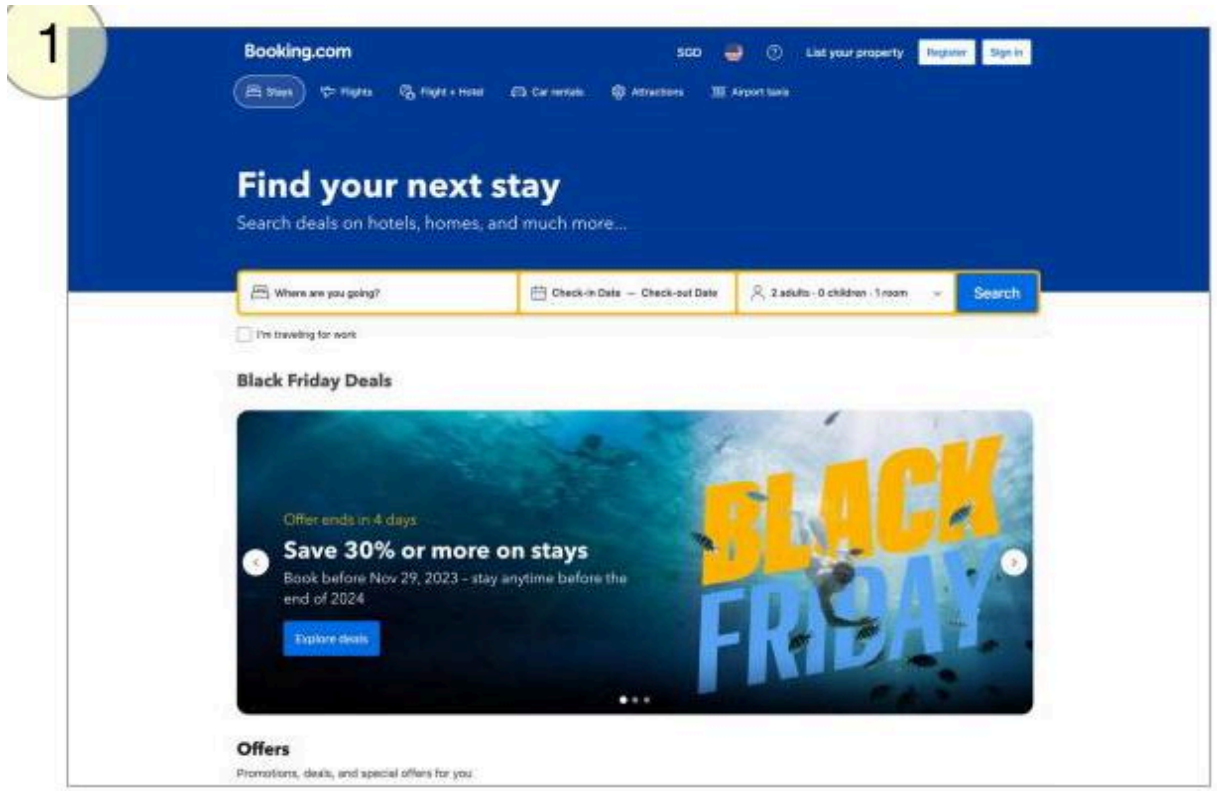 1
Booking.com
SGD
List your property
Register
Sign in
Stays
Flights
Flight + Hotel
Car rentals
Attractions
Airport taxis
Find your next stay
Search deals on hotels, homes, and much more...
Where are you going?
Check-in Date — Check-out Date
2 adults · 0 children · 1 room
Search
I'm traveling for work
Black Friday Deals
Offer ends in 4 days
Save 30% or more on stays
Book before Nov 29, 2023 – stay anytime before the
end of 2024
Explore deals
BLACK
FRIDAY
Offers
Promotions, deals, and special offers for you